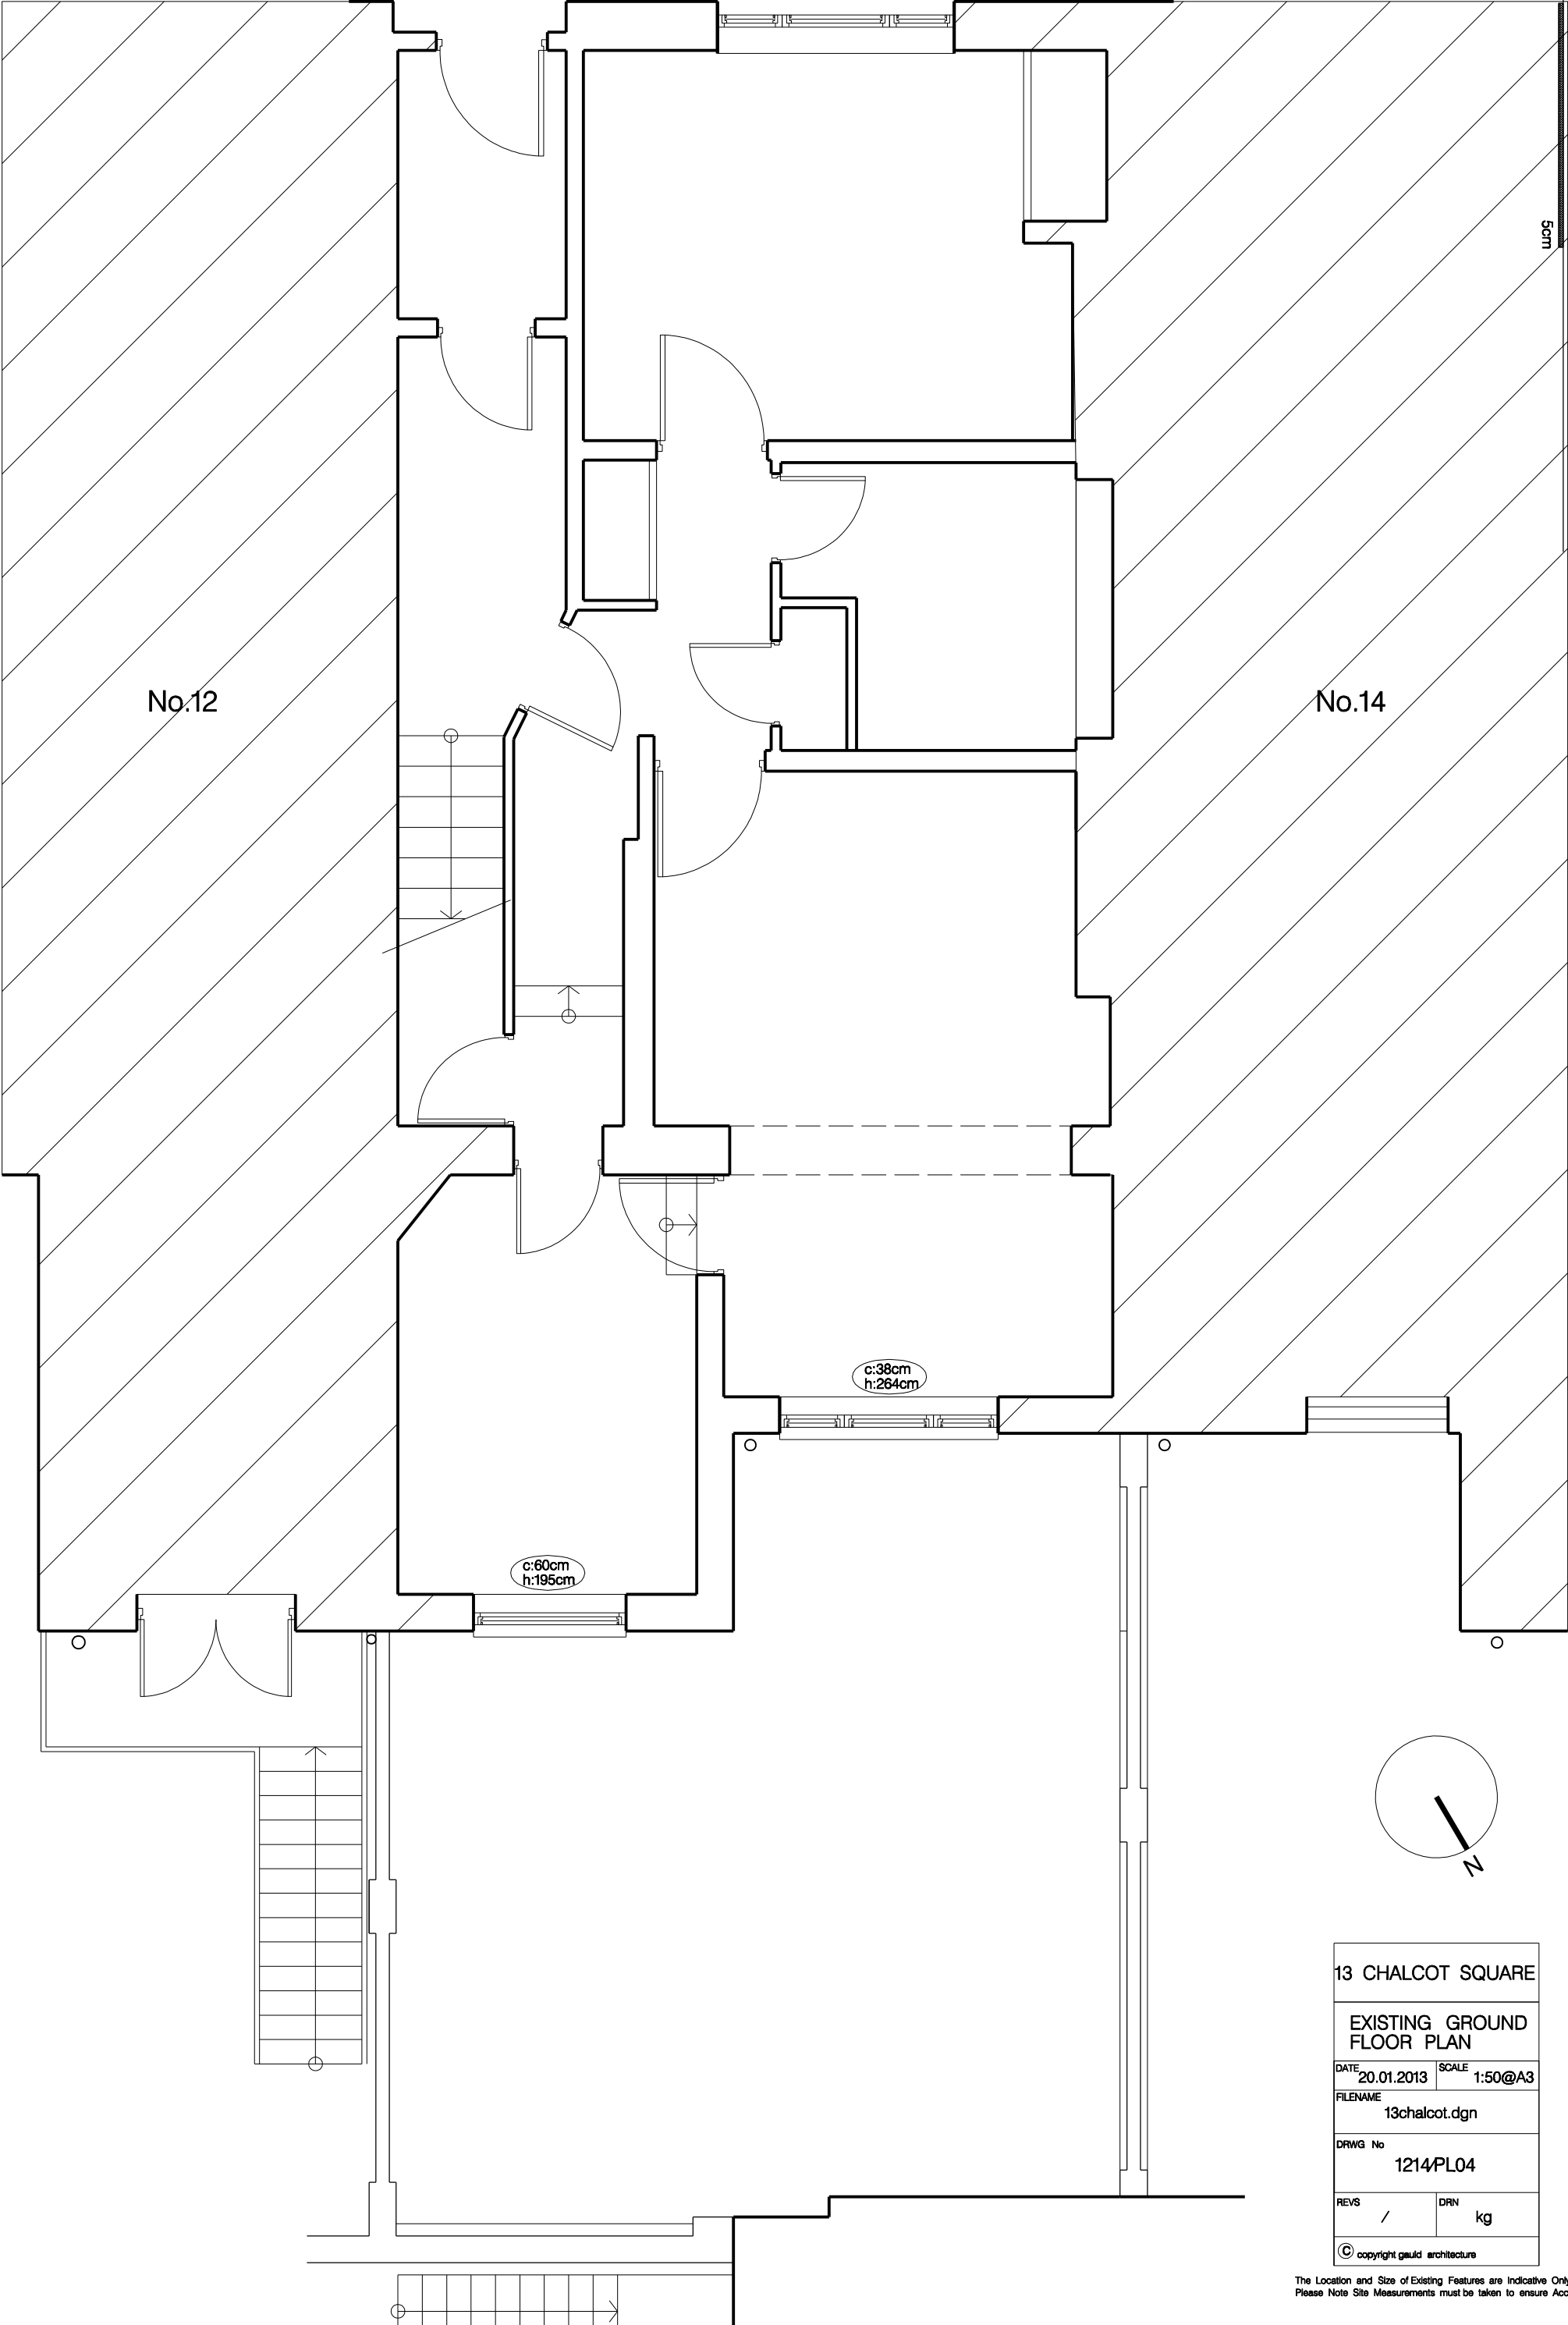 5cm
No.12
No.14
c:38cm
h:264cm
c:60cm
h:195cm
N
13 CHALCOT SQUARE
EXISTING GROUND
FLOOR PLAN
DATE 20.01.2013 SCALE 1:50@A3
FILENAME
13chalcot.dgn
DRWG No
1214/PL04
REVS / DRN kg
© copyright gauld architecture
The Location and Size of Existing Features are Indicative Only
Please Note Site Measurements must be taken to ensure Acc